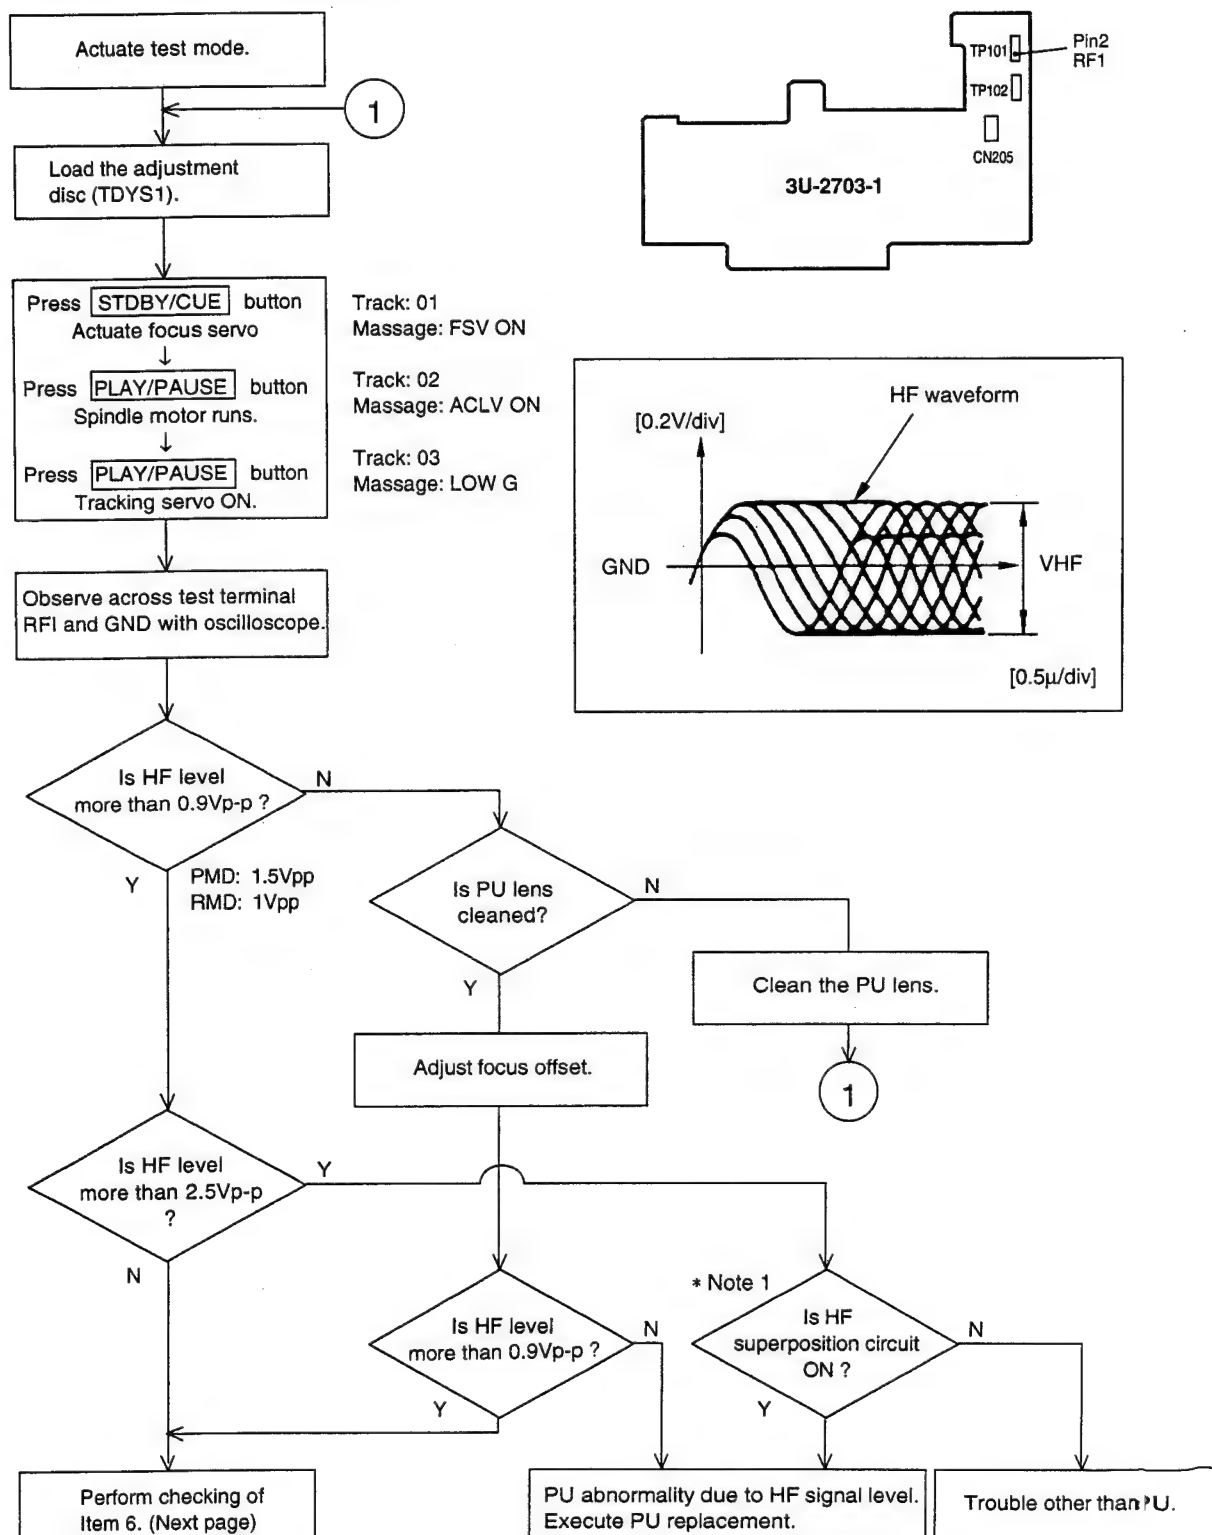 Actuate test mode.
1
Load the adjustment
disc (TDYS1).
Press STDBY/CUE button
Actuate focus servo
↓
Press PLAY/PAUSE button
Spindle motor runs.
↓
Press PLAY/PAUSE button
Tracking servo ON.
Track: 01
Massage: FSV ON
Track: 02
Massage: ACLV ON
Track: 03
Massage: LOW G
TP101
Pin2
RF1
TP102
CN205
3U-2703-1
HF waveform
[0.2V/div]
GND
VHF
[0.5μ/div]
Observe across test terminal
RFI and GND with oscilloscope.
Is HF level
more than 0.9Vp-p ?
N
Y
PMD: 1.5Vpp
RMD: 1Vpp
Is PU lens
cleaned?
N
Y
Clean the PU lens.
1
Adjust focus offset.
Is HF level
more than 2.5Vp-p
?
Y
N
Is HF level
more than 0.9Vp-p ?
N
Y
* Note 1
Is HF
superposition circuit
ON ?
N
Y
Perform checking of
Item 6. (Next page)
PU abnormality due to HF signal level.
Execute PU replacement.
Trouble other than PU.